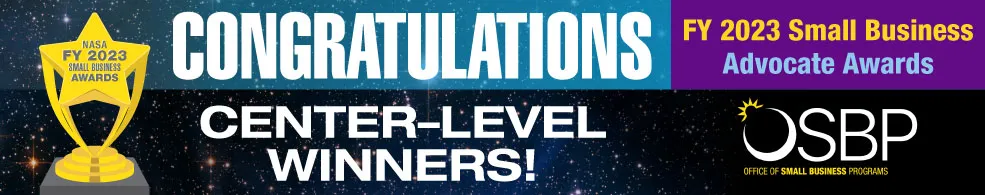 NASA
FY 2023
SMALL BUSINESS
AWARDS
CONGRATULATIONS
CENTER-LEVEL
WINNERS!
FY 2023 Small Business
Advocate Awards
OSBP
OFFICE OF SMALL BUSINESS PROGRAMS